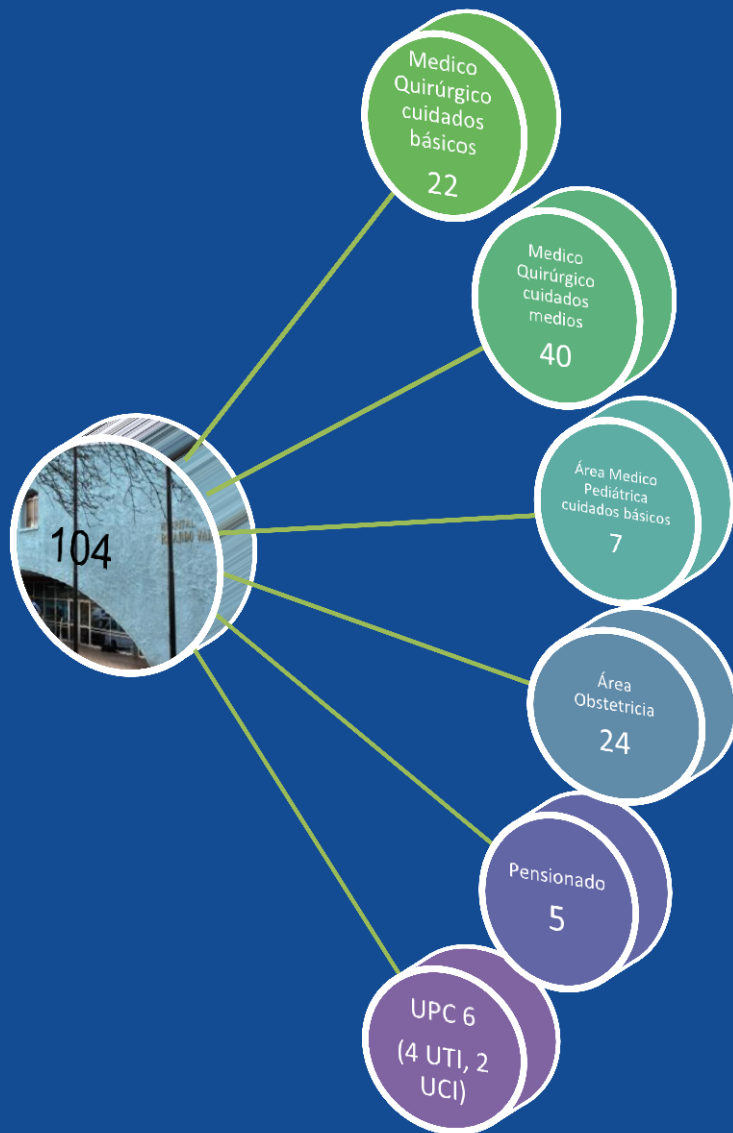 Medico
Quirúrgico
cuidados
básicos
22
Medico
Quirúrgico
cuidados
medios
40
Área Medico
Pediátrica
cuidados básicos
7
104
HOSPITAL
Área
Obstetricia
24
Pensionado
5
UPC 6
(4 UTI, 2
UCI)